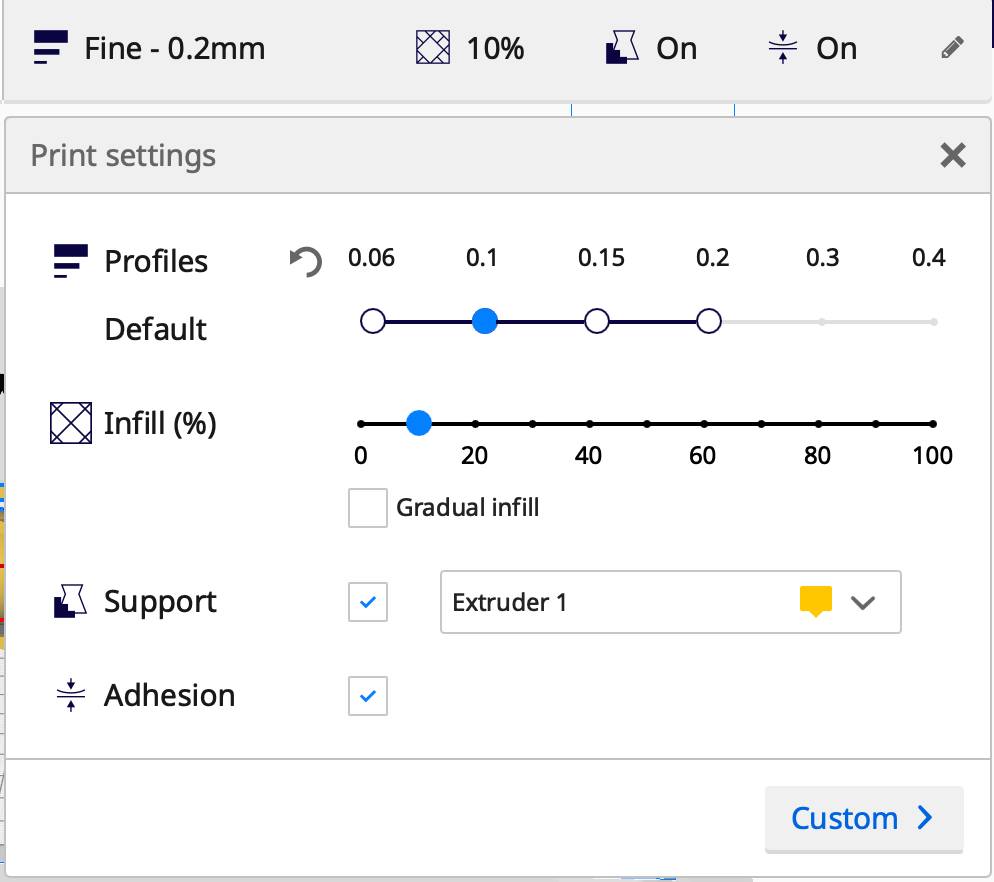 Fine - 0.2mm 10% On On
Print settings
Profiles 0.06 0.1 0.15 0.2 0.3 0.4
Default
Infill (%)
0 20 40 60 80 100
Gradual infill
Support Extruder 1
Adhesion
Custom